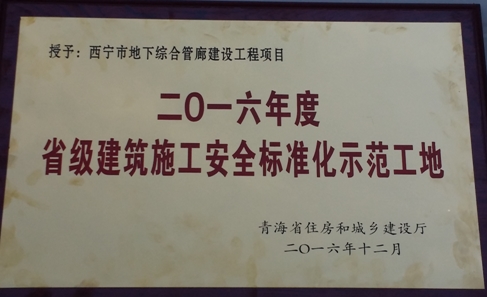 授予：西宁市地下综合管廊建设工程项目
二〇一六年度
省级建筑施工安全标准化示范工地
青海省住房和城乡建设厅
二〇一六年十二月